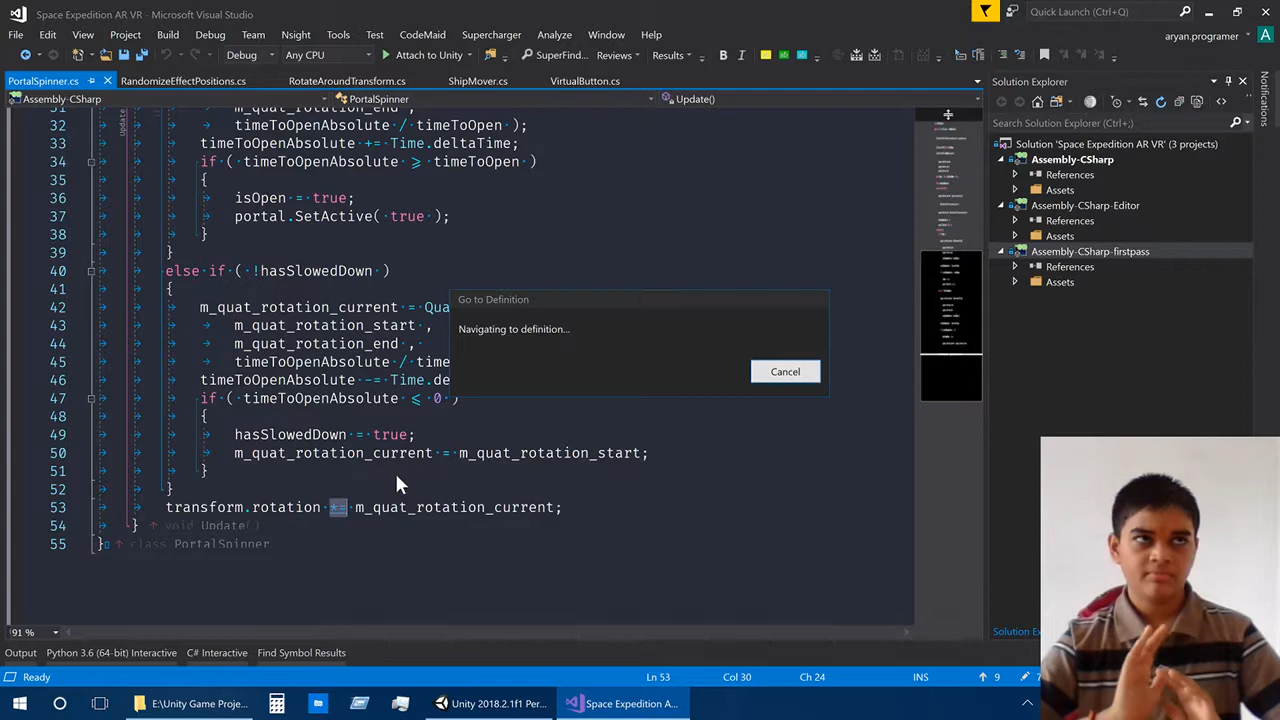 Space Expedition AR VR - Microsoft Visual Studio
Quick Launch (Ctrl+Q)
File Edit View Project Build Debug Team Nsight Tools Test CodeMaid Supercharger Analyze Window Help
aryan.programer A
Debug Any CPU Attach to Unity SuperFind... Reviews Results B I
PortalSpinner.cs RandomizeEffectPositions.cs RotateAroundTransform.cs ShipMover.cs VirtualButton.cs
Assembly-CSharp PortalSpinner Update()
Solution Explorer
Search Solution Explorer (Ctrl+;)
Solution 'Space Expedition AR VR' (3 projects)
Assembly-CSharp
References
Assets
Assembly-CSharp-Editor
References
Assets
Assembly-CSharp-firstpass
References
Assets
Notifications
Update
31 m_quat_rotation_end ,
32 timeToOpenAbsolute / timeToOpen );
33 timeToOpenAbsolute += Time.deltaTime;
34 if ( timeToOpenAbsolute ≥ timeToOpen )
35 {
36 open = true;
37 portal.SetActive( true );
38 }
39 }
40 else if ( !hasSlowedDown )
41 {
42 m_quat_rotation_current = Qua
43 m_quat_rotation_start ,
44 m_quat_rotation_end ,
45 timeToOpenAbsolute / time
46 timeToOpenAbsolute -= Time.de
47 if ( timeToOpenAbsolute ≤ 0 )
48 {
49 hasSlowedDown = true;
50 m_quat_rotation_current = m_quat_rotation_start;
51 }
52 }
53 transform.rotation *= m_quat_rotation_current;
54 } ↑ void Update()
55 } ↑ class PortalSpinner
Go to Definition
Navigating to definition...
Cancel
91 %
Solution Ex
Output Python 3.6 (64-bit) Interactive C# Interactive Find Symbol Results
Ready Ln 53 Col 30 Ch 24 INS 9
E:\Unity Game Proje... Unity 2018.2.1f1 Per... Space Expedition A...